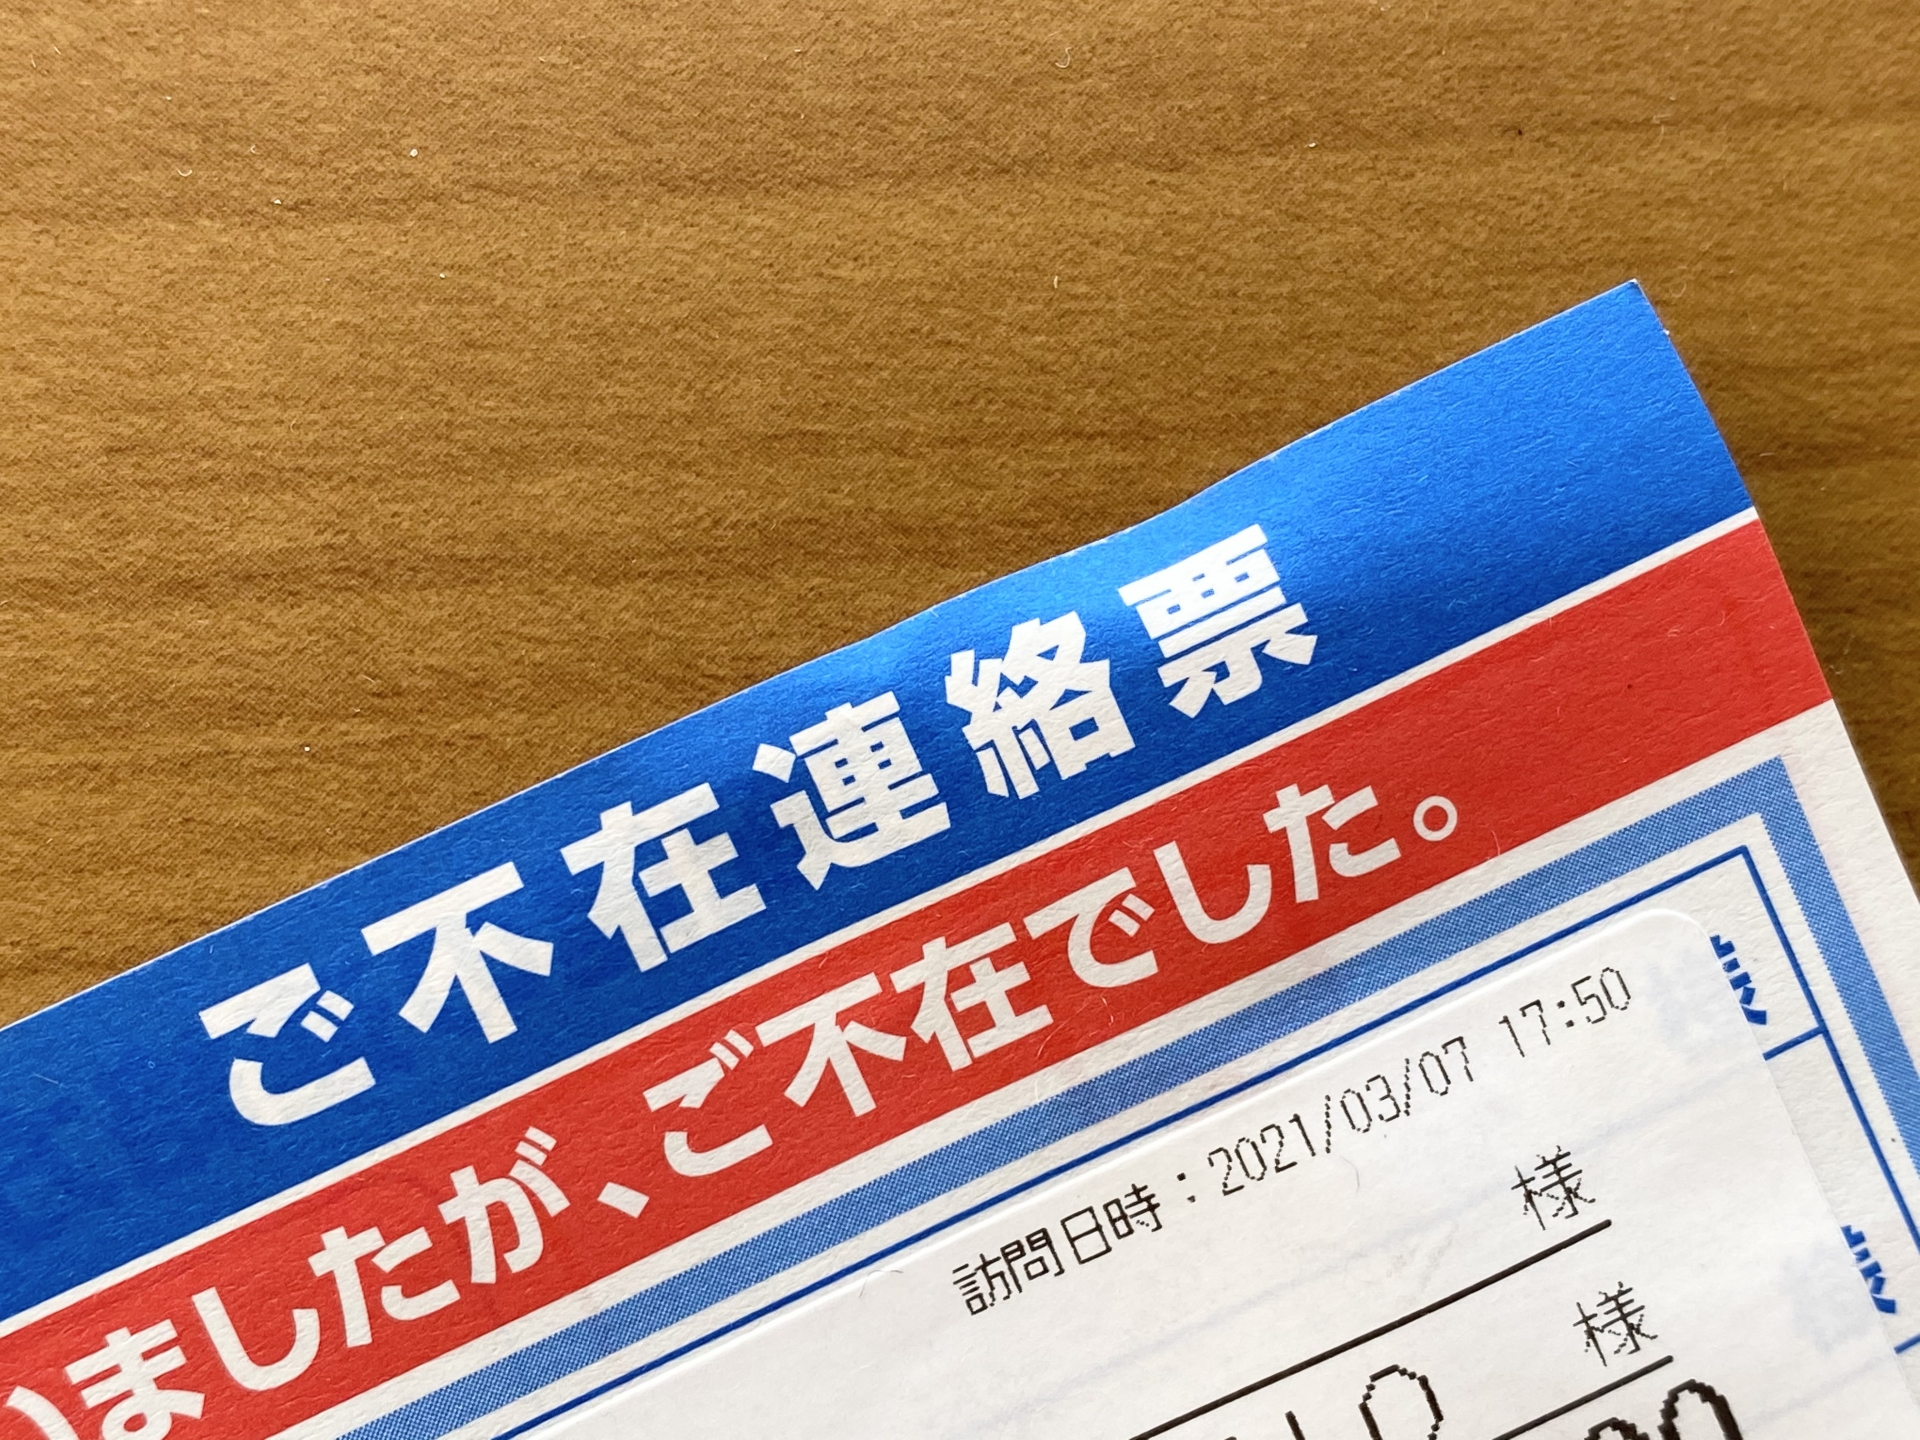 ご不在連絡票
ましたが、ご不在でした。
訪問日時：2021/03/07 17:50
様
様